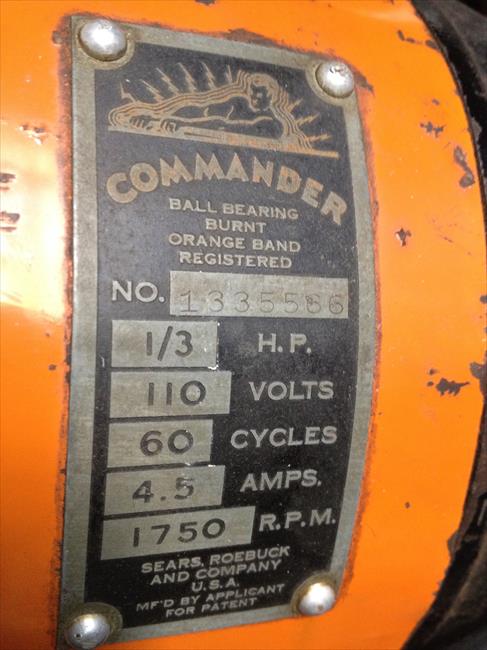 COMMANDER
BALL BEARING
BURNT
ORANGE BAND
REGISTERED
NO. 1335566
1/3 H.P.
110 VOLTS
60 CYCLES
4.5 AMPS.
1750 R.P.M.
SEARS, ROEBUCK
AND COMPANY
U.S.A.
MF'D BY APPLICANT
FOR PATENT